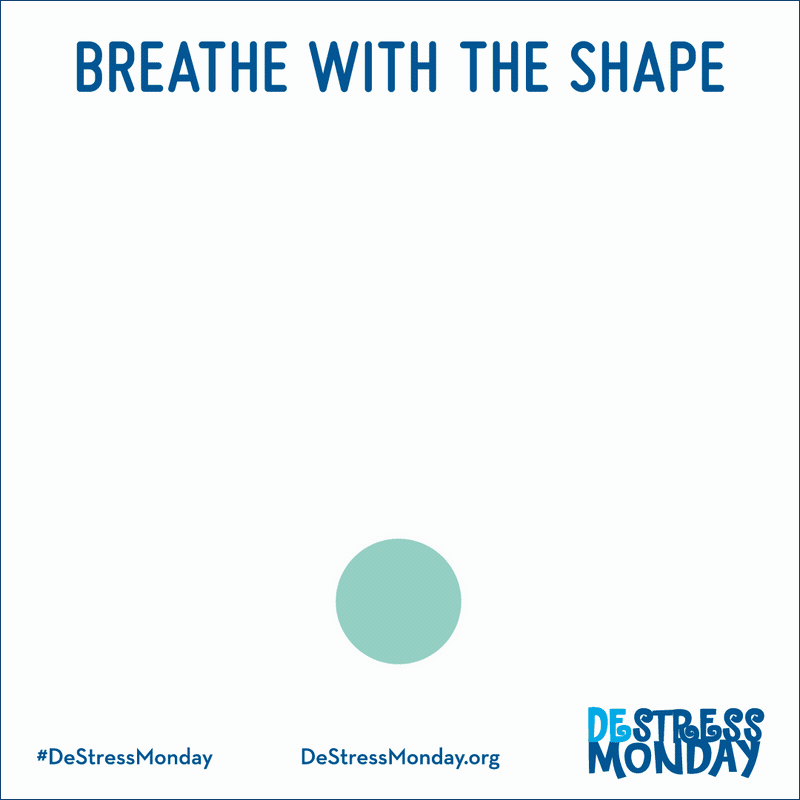 BREATHE WITH THE SHAPE
#DeStressMonday
DeStressMonday.org
DESTRESS
MONDAY